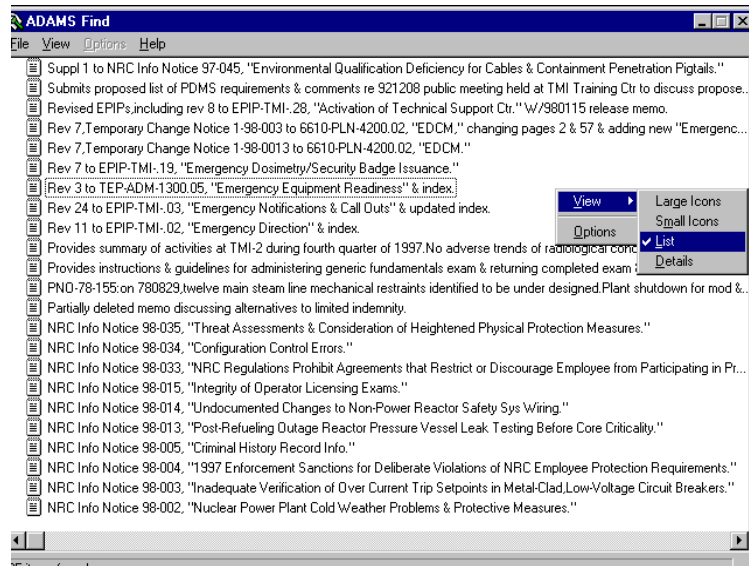 ADAMS Find
File View Options Help
Suppl 1 to NRC Info Notice 97-045, "Environmental Qualification Deficiency for Cables & Containment Penetration Pigtails."
Submits proposed list of PDMS requirements & comments re 921208 public meeting held at TMI Training Ctr to discuss propose..
Revised EPIPs,including rev 8 to EPIP-TMI-.28, "Activation of Technical Support Ctr." W/980115 release memo.
Rev 7,Temporary Change Notice 1-98-003 to 6610-PLN-4200.02, "EDCM," changing pages 2 & 57 & adding new "Emergenc...
Rev 7,Temporary Change Notice 1-98-0013 to 6610-PLN-4200.02, "EDCM."
Rev 7 to EPIP-TMI-.19, "Emergency Dosimetry/Security Badge Issuance."
Rev 3 to TEP-ADM-1300.05, "Emergency Equipment Readiness" & index.
Rev 24 to EPIP-TMI-.03, "Emergency Notifications & Call Outs" & updated index.
Rev 11 to EPIP-TMI-.02, "Emergency Direction" & index.
Provides summary of activities at TMI-2 during fourth quarter of 1997.No adverse trends of radiological conc
Provides instructions & guidelines for administering generic fundamentals exam & returning completed exam
PNO-78-155:on 780829,twelve main steam line mechanical restraints identified to be under designed.Plant shutdown for mod &..
Partially deleted memo discussing alternatives to limited indemnity.
NRC Info Notice 98-035, "Threat Assessments & Consideration of Heightened Physical Protection Measures."
NRC Info Notice 98-034, "Configuration Control Errors."
NRC Info Notice 98-033, "NRC Regulations Prohibit Agreements that Restrict or Discourage Employee from Participating in Pr...
NRC Info Notice 98-015, "Integrity of Operator Licensing Exams."
NRC Info Notice 98-014, "Undocumented Changes to Non-Power Reactor Safety Sys Wiring."
NRC Info Notice 98-013, "Post-Refueling Outage Reactor Pressure Vessel Leak Testing Before Core Criticality."
NRC Info Notice 98-005, "Criminal History Record Info."
NRC Info Notice 98-004, "1997 Enforcement Sanctions for Deliberate Violations of NRC Employee Protection Requirements."
NRC Info Notice 98-003, "Inadequate Verification of Over Current Trip Setpoints in Metal-Clad,Low-Voltage Circuit Breakers."
NRC Info Notice 98-002, "Nuclear Power Plant Cold Weather Problems & Protective Measures."
View
Options
Large Icons
Small Icons
List
Details